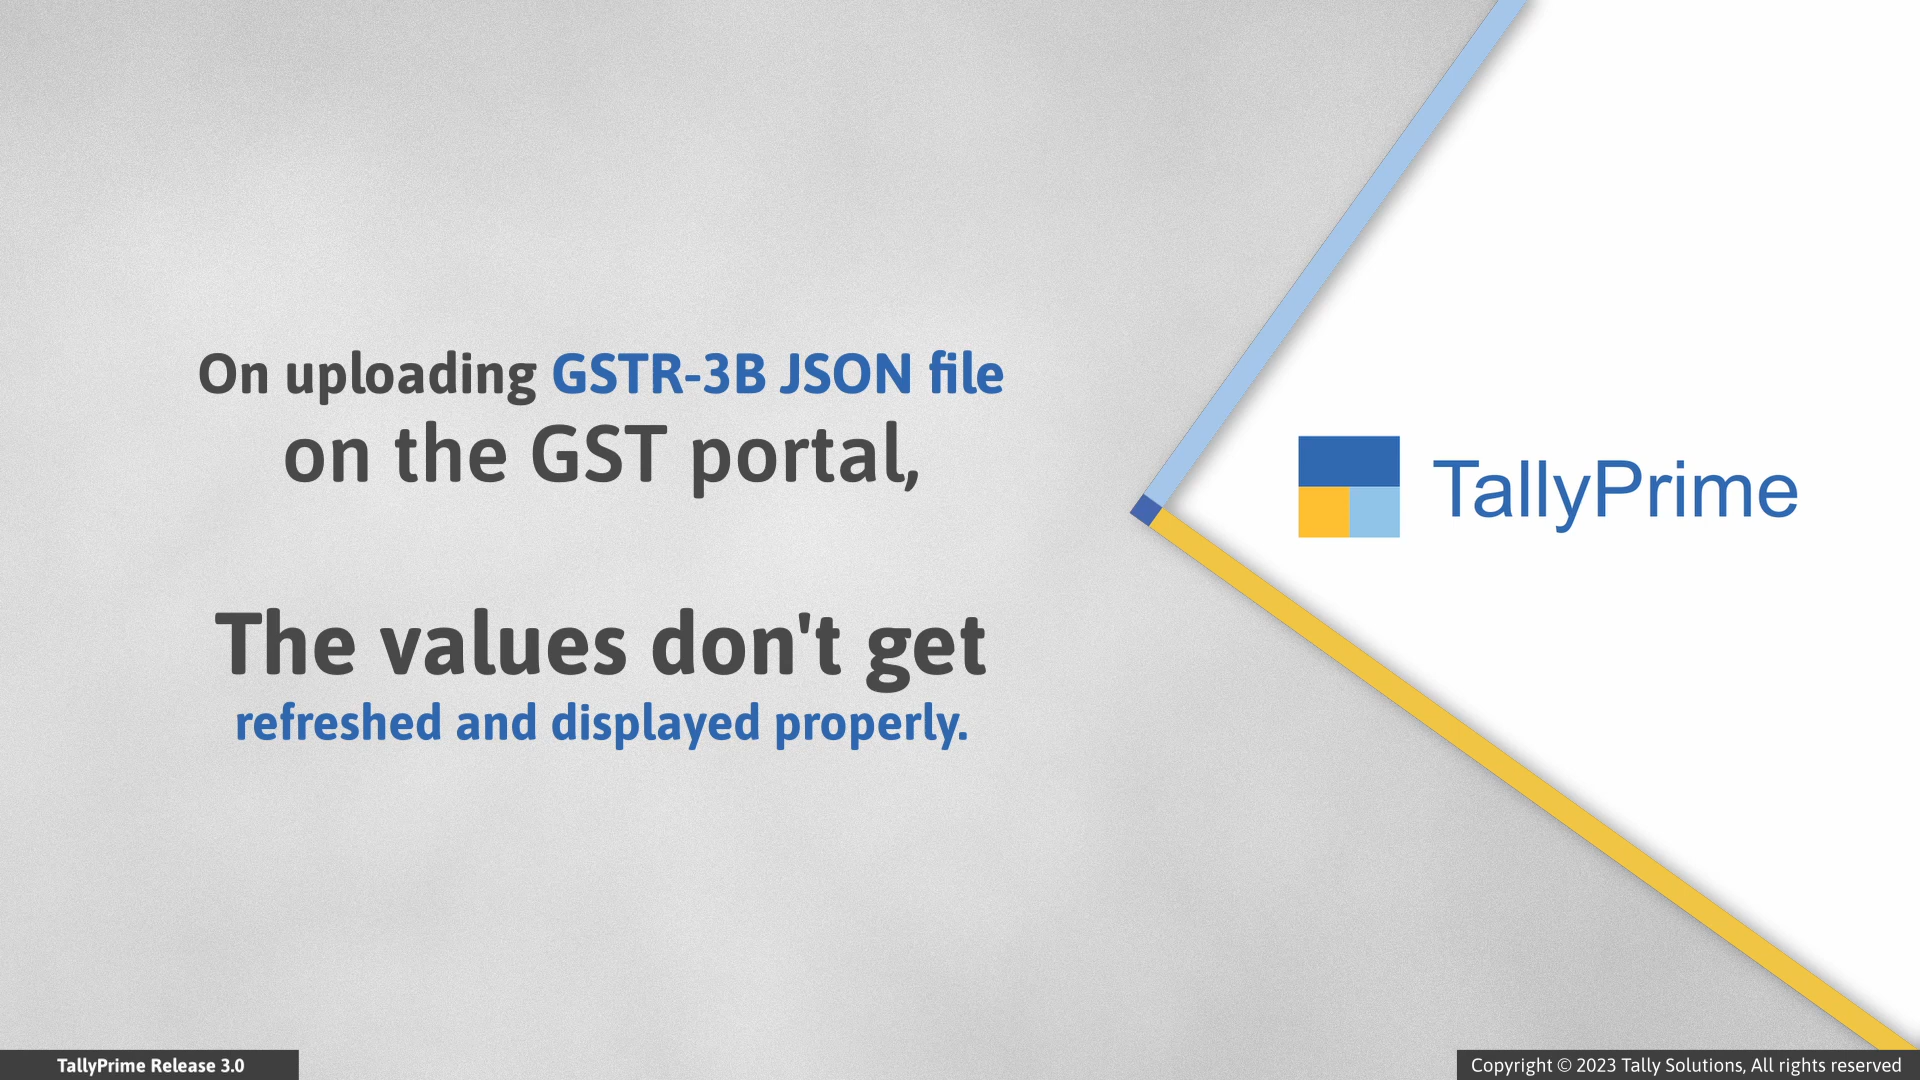 On uploading GSTR-3B JSON file
on the GST portal,
The values don't get
refreshed and displayed properly.
TallyPrime
TallyPrime Release 3.0
Copyright © 2023 Tally Solutions, All rights reserved